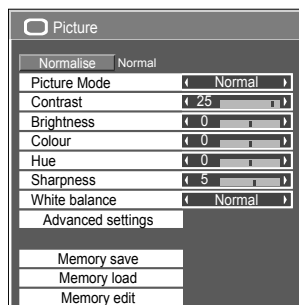 Picture
Normalise Normal
Picture Mode Normal
Contrast 25
Brightness 0
Colour 0
Hue 0
Sharpness 5
White balance Normal
Advanced settings
Memory save
Memory load
Memory edit